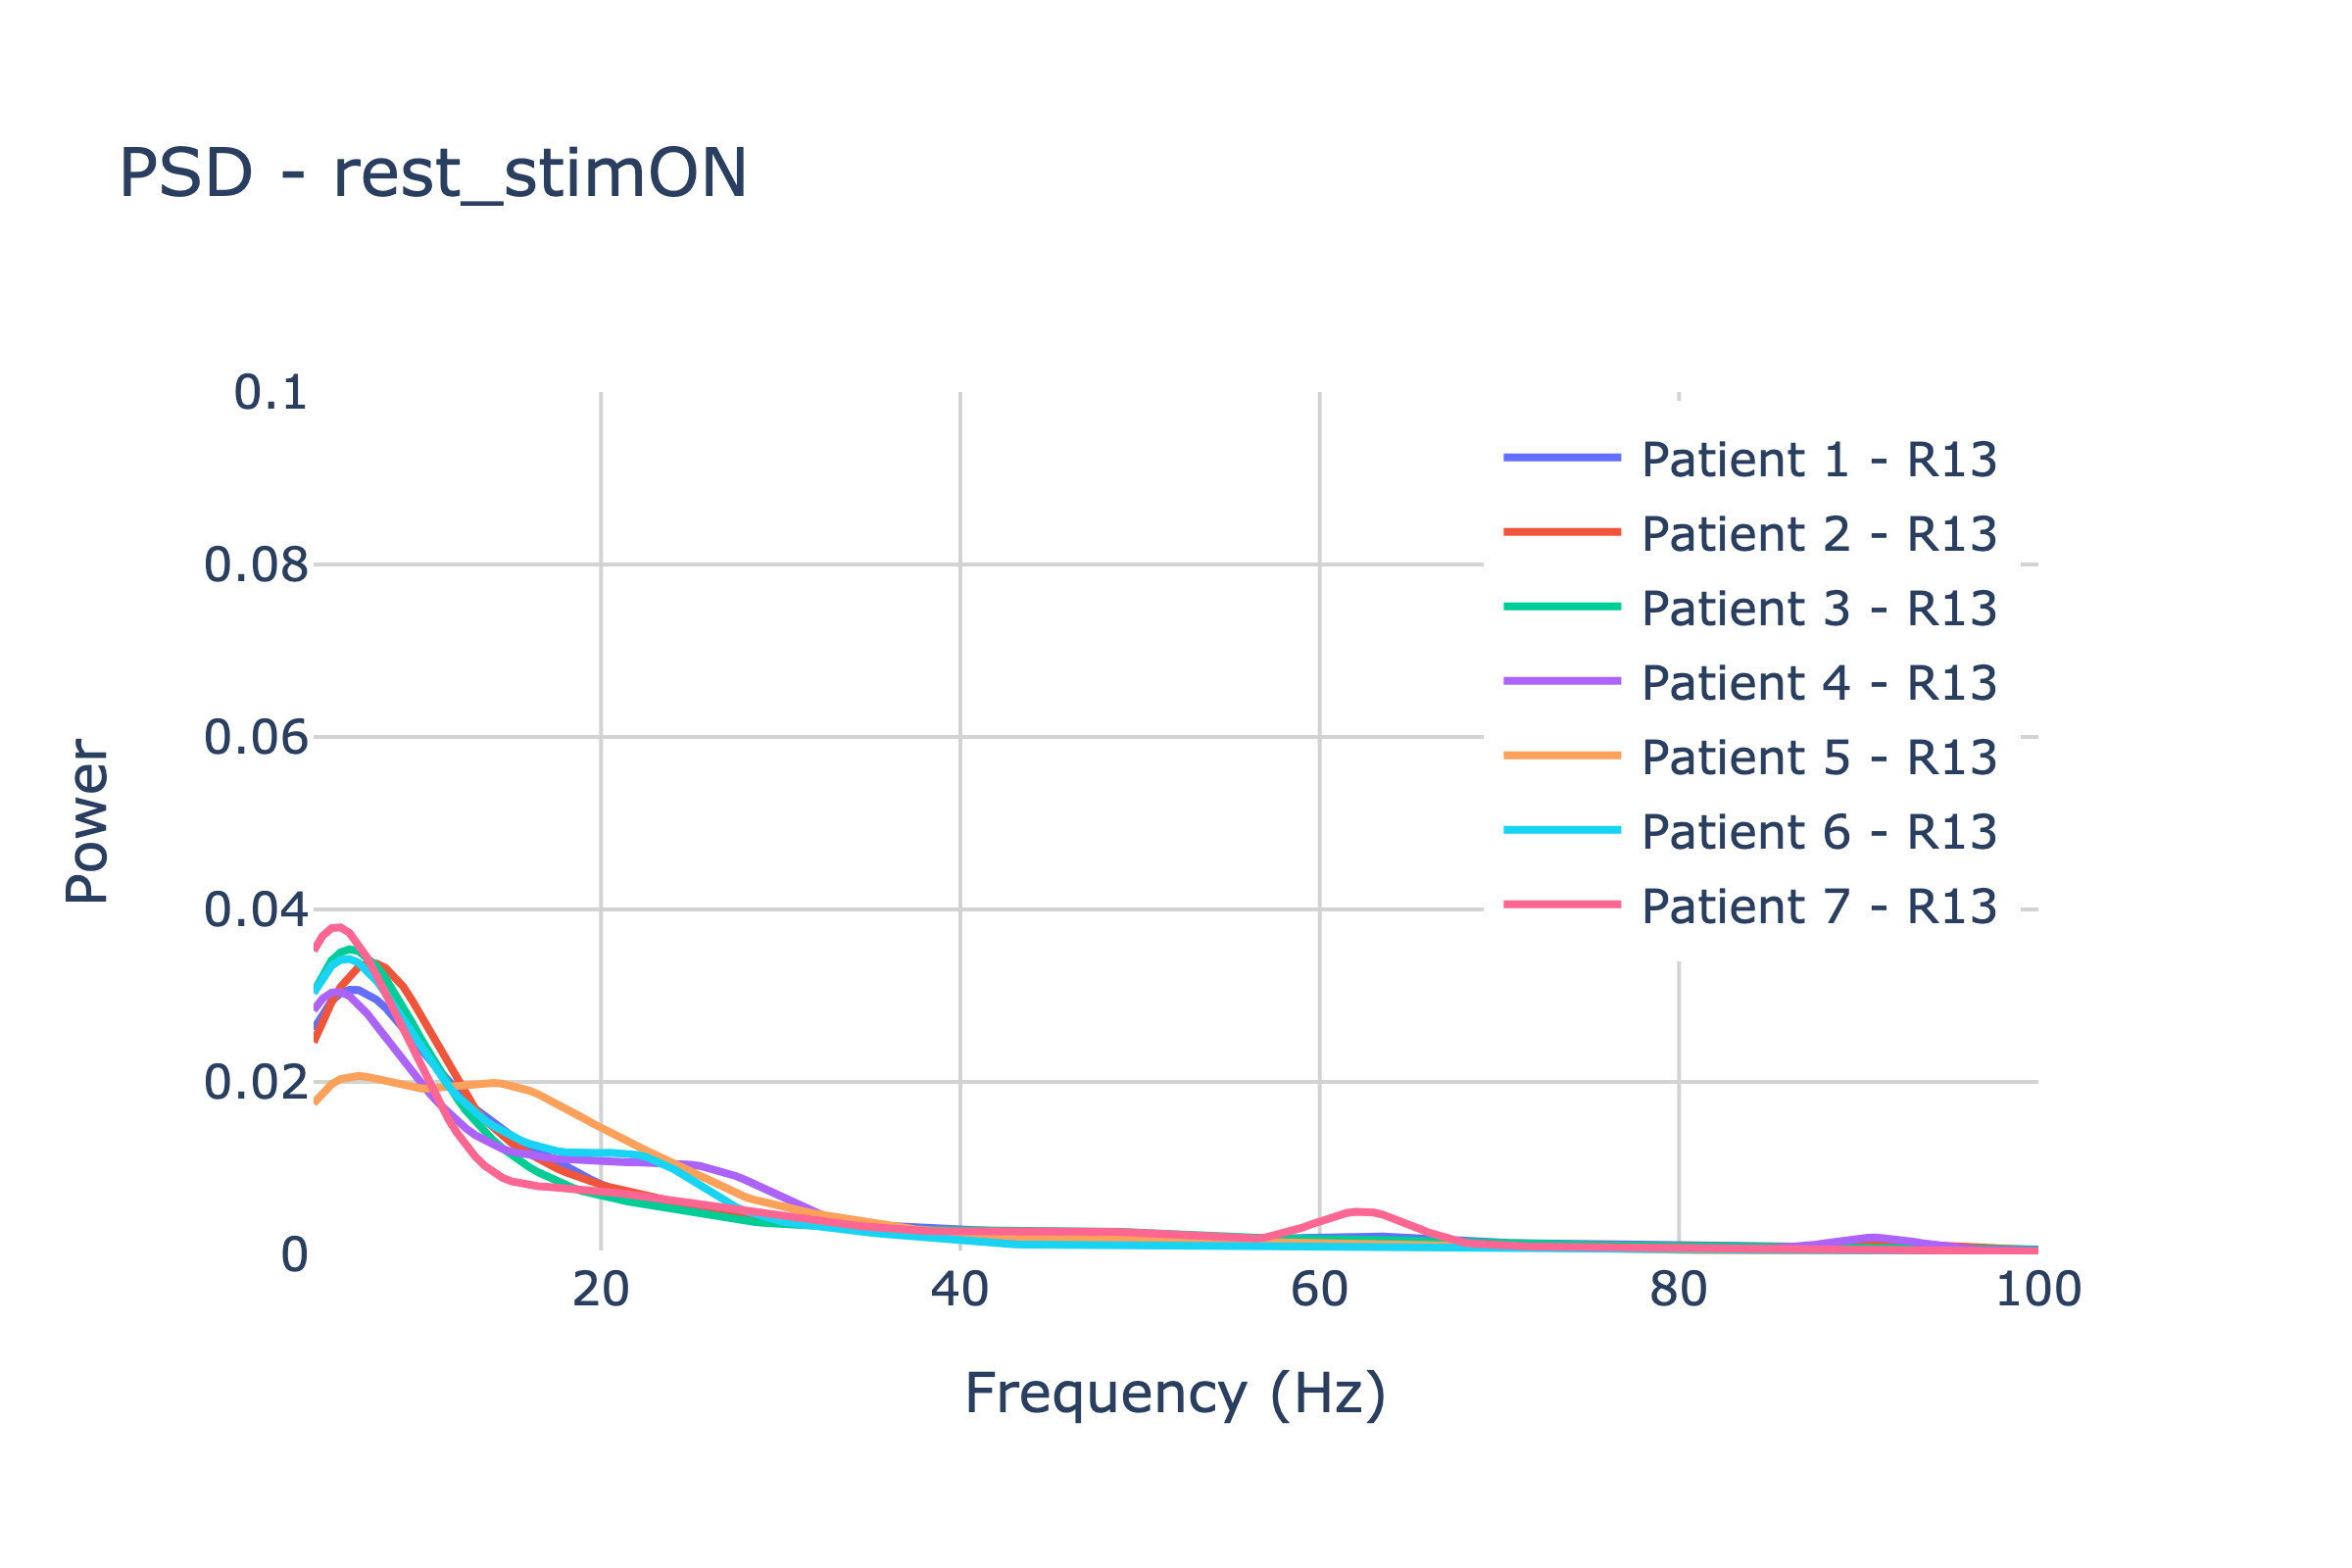 PSD - rest_stimON
0.1
0.08
0.06
0.04
0.02
0
Power
20
40
60
80
100
Frequency (Hz)
Patient 1 - R13
Patient 2 - R13
Patient 3 - R13
Patient 4 - R13
Patient 5 - R13
Patient 6 - R13
Patient 7 - R13